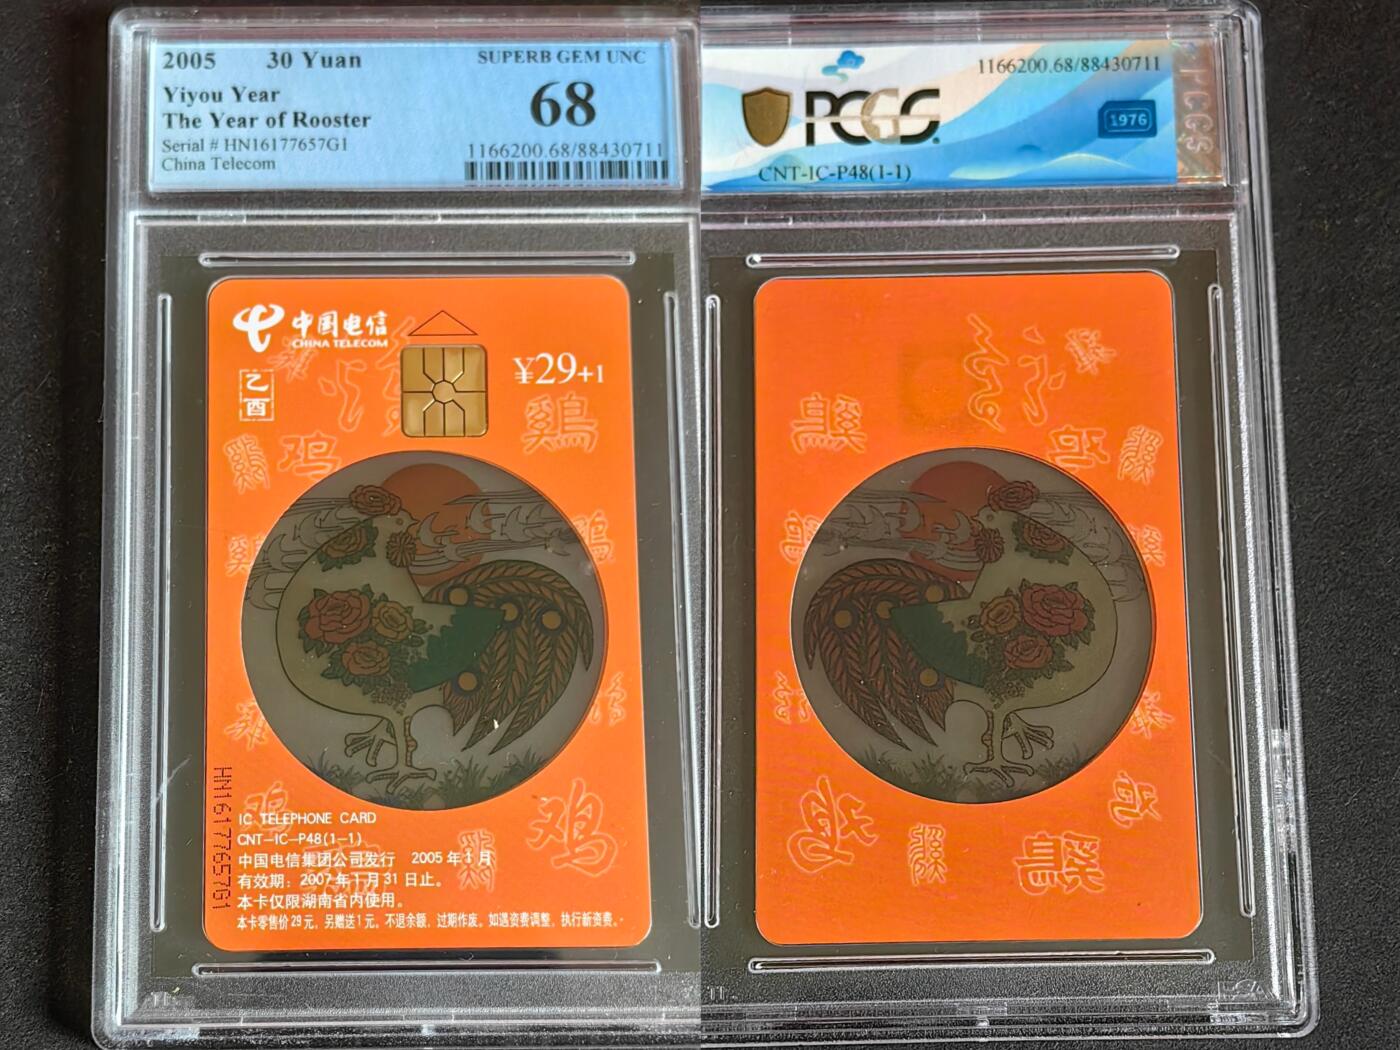 2005 30 Yuan
Yiyou Year
The Year of Rooster
Serial # HN16177657G1
China Telecom
SUPERB GEM UNC
68
1166200.68/88430711
1166200.68/88430711
PCGS
1976
CNT-IC-P48(1-1)
PCGS
中国电信
CHINA TELECOM
乙酉
¥29+1
鷄
鸡
HN16177657G1
IC TELEPHONE CARD
CNT-IC-P48(1-1)
中国电信集团公司发行 2005年1月
有效期：2007年1月31日止。
本卡仅限湖南省内使用。
本卡零售价29元，另赠送1元，不退余额，过期作废。如遇资费调整，执行新资费。
鸡